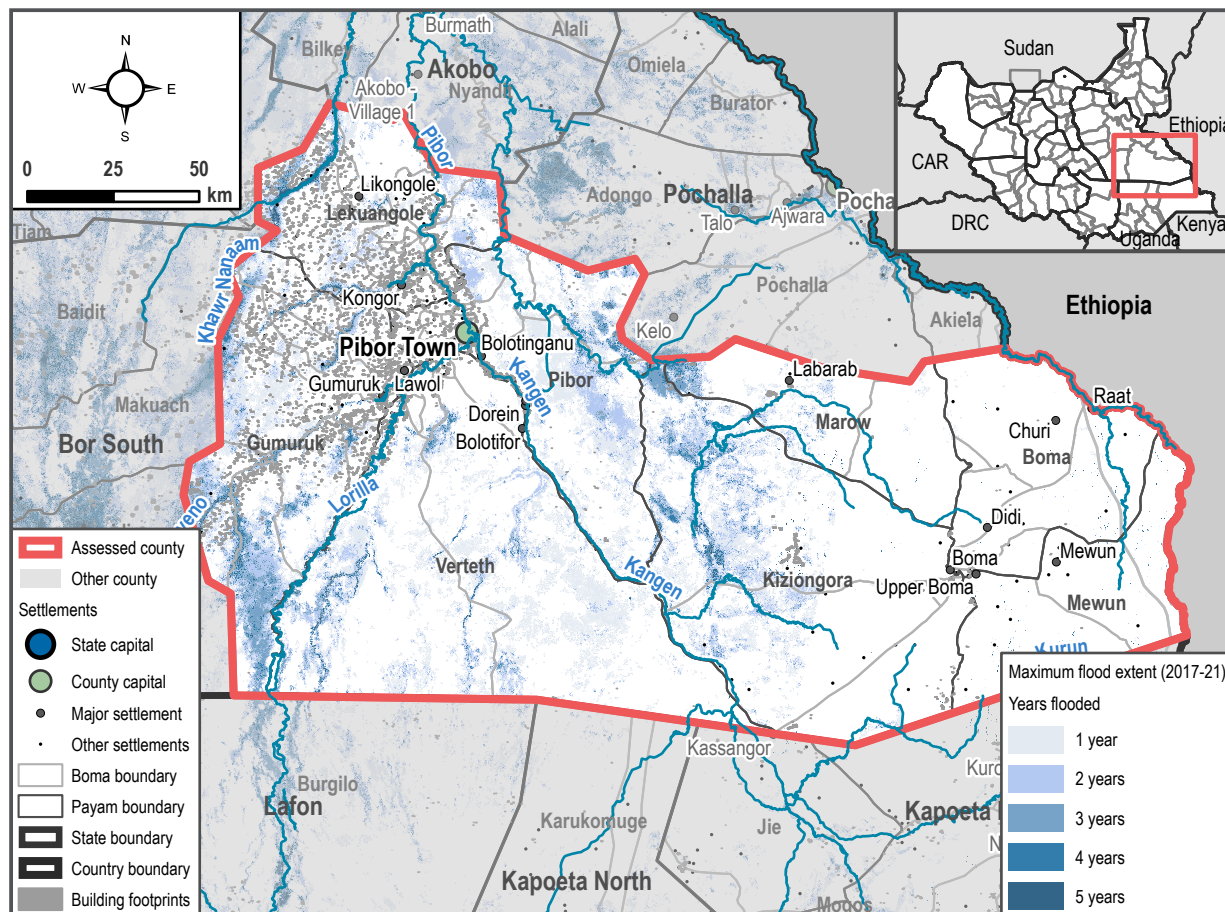 N
W
E
S
0
25
50
km
Burmath
Alali
Bilkey
Akobo
Nyandit
Omiela
Burator
Akobo -
Village 1
Pibor
Likongole
Lekuangole
Adongo
Pochalla
Talo
Ajwara
Tiam
Khawr Nanaam
Baidit
Kongor
Pochalla
Kelo
Akiela
Ethiopia
Pibor Town
Bolotinganu
Kangen
Pibor
Gumuruk
Lawol
Labarab
Raat
Makuach
Dorein
Bolotifor
Marow
Churi
Boma
Bor South
Gumuruk
Lorilla
Didi
Verteth
Kangen
Kiziongora
Boma
Upper Boma
Mewun
Mewun
Kurun
Kassangor
Burgilo
Lafon
Karukomuge
Jie
Kapoeta North
Sudan
Ethiopia
CAR
DRC
Uganda
Kenya
Assessed county
Other county
Settlements
State capital
County capital
Major settlement
Other settlements
Boma boundary
Payam boundary
State boundary
Country boundary
Building footprints
Maximum flood extent (2017-21)
Years flooded
1 year
2 years
3 years
4 years
5 years